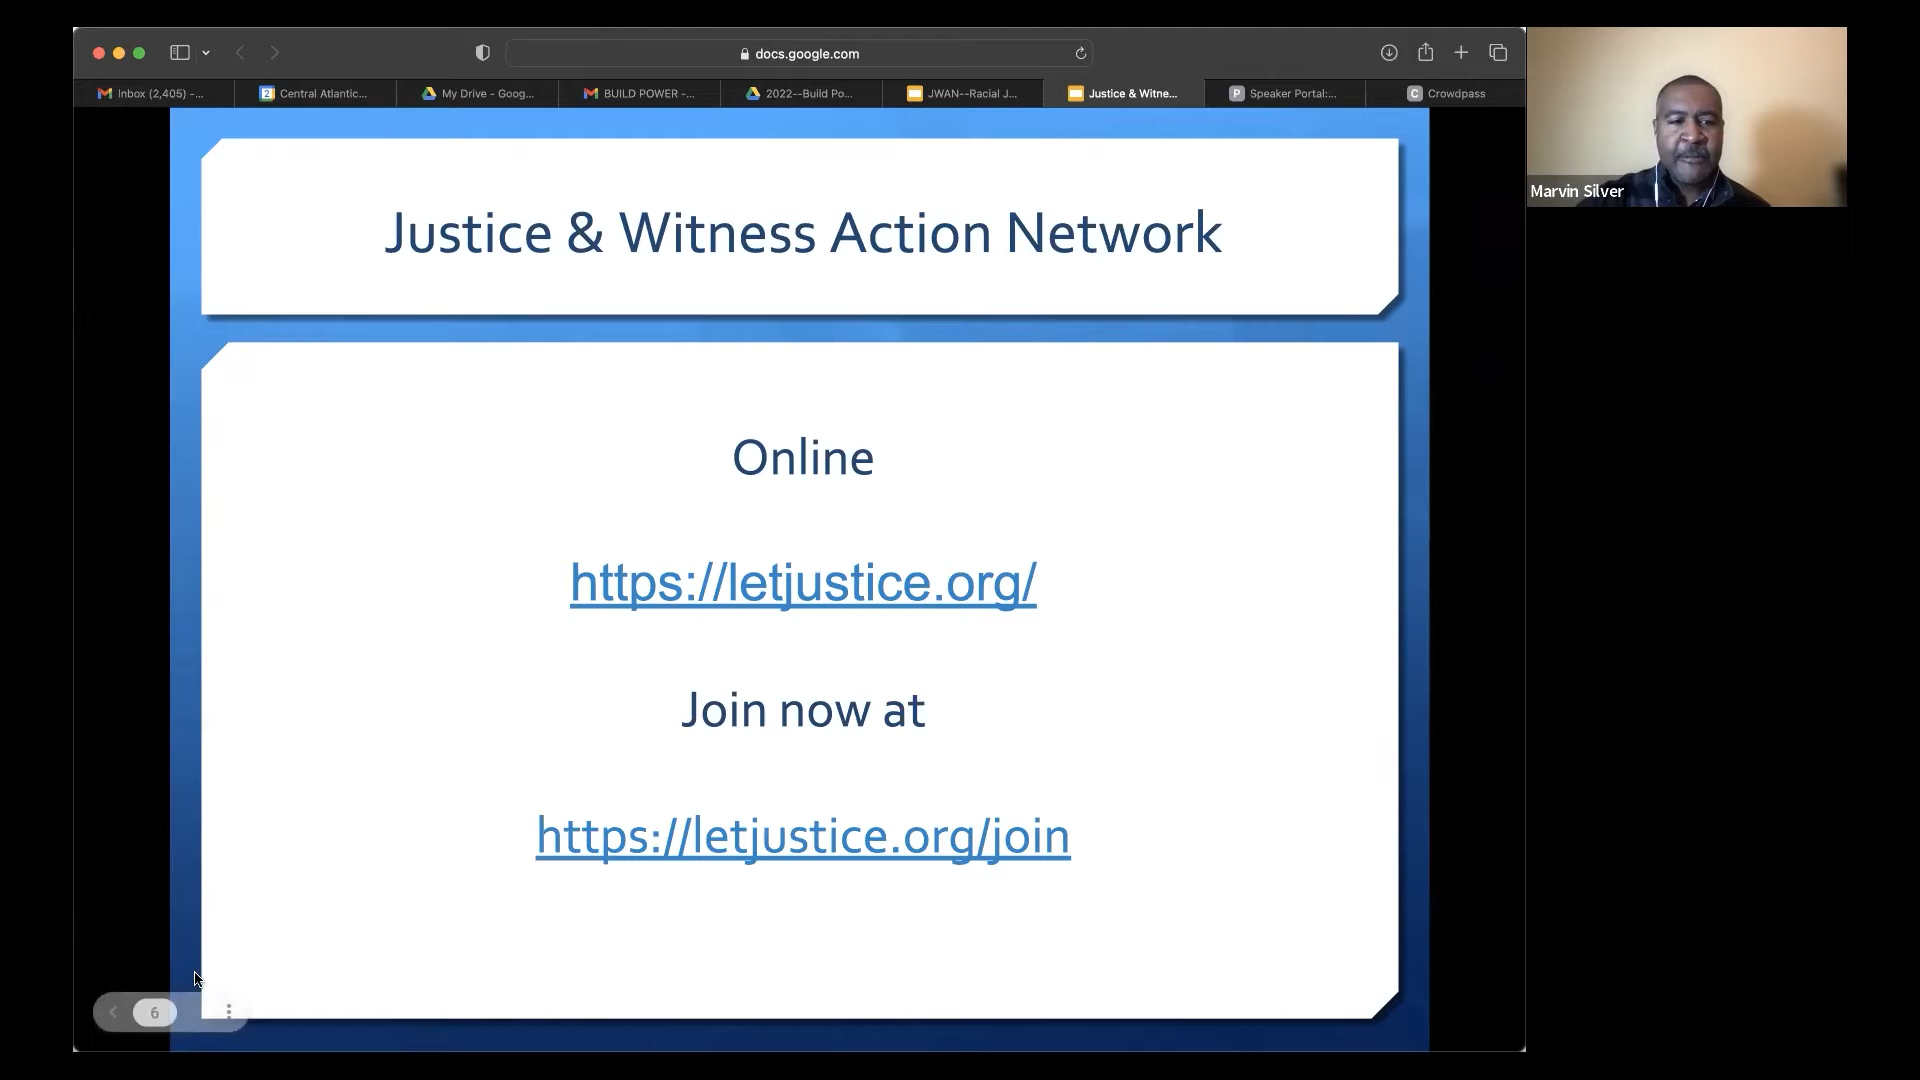 docs.google.com
Inbox (2,405) -...
2
Central Atlantic...
My Drive - Goog...
BUILD POWER -...
2022--Build Po...
JWAN--Racial J...
Justice & Witne...
P
Speaker Portal:...
C
Crowdpass
Marvin Silver
Justice & Witness Action Network
Online
https://letjustice.org/
Join now at
https://letjustice.org/join
6